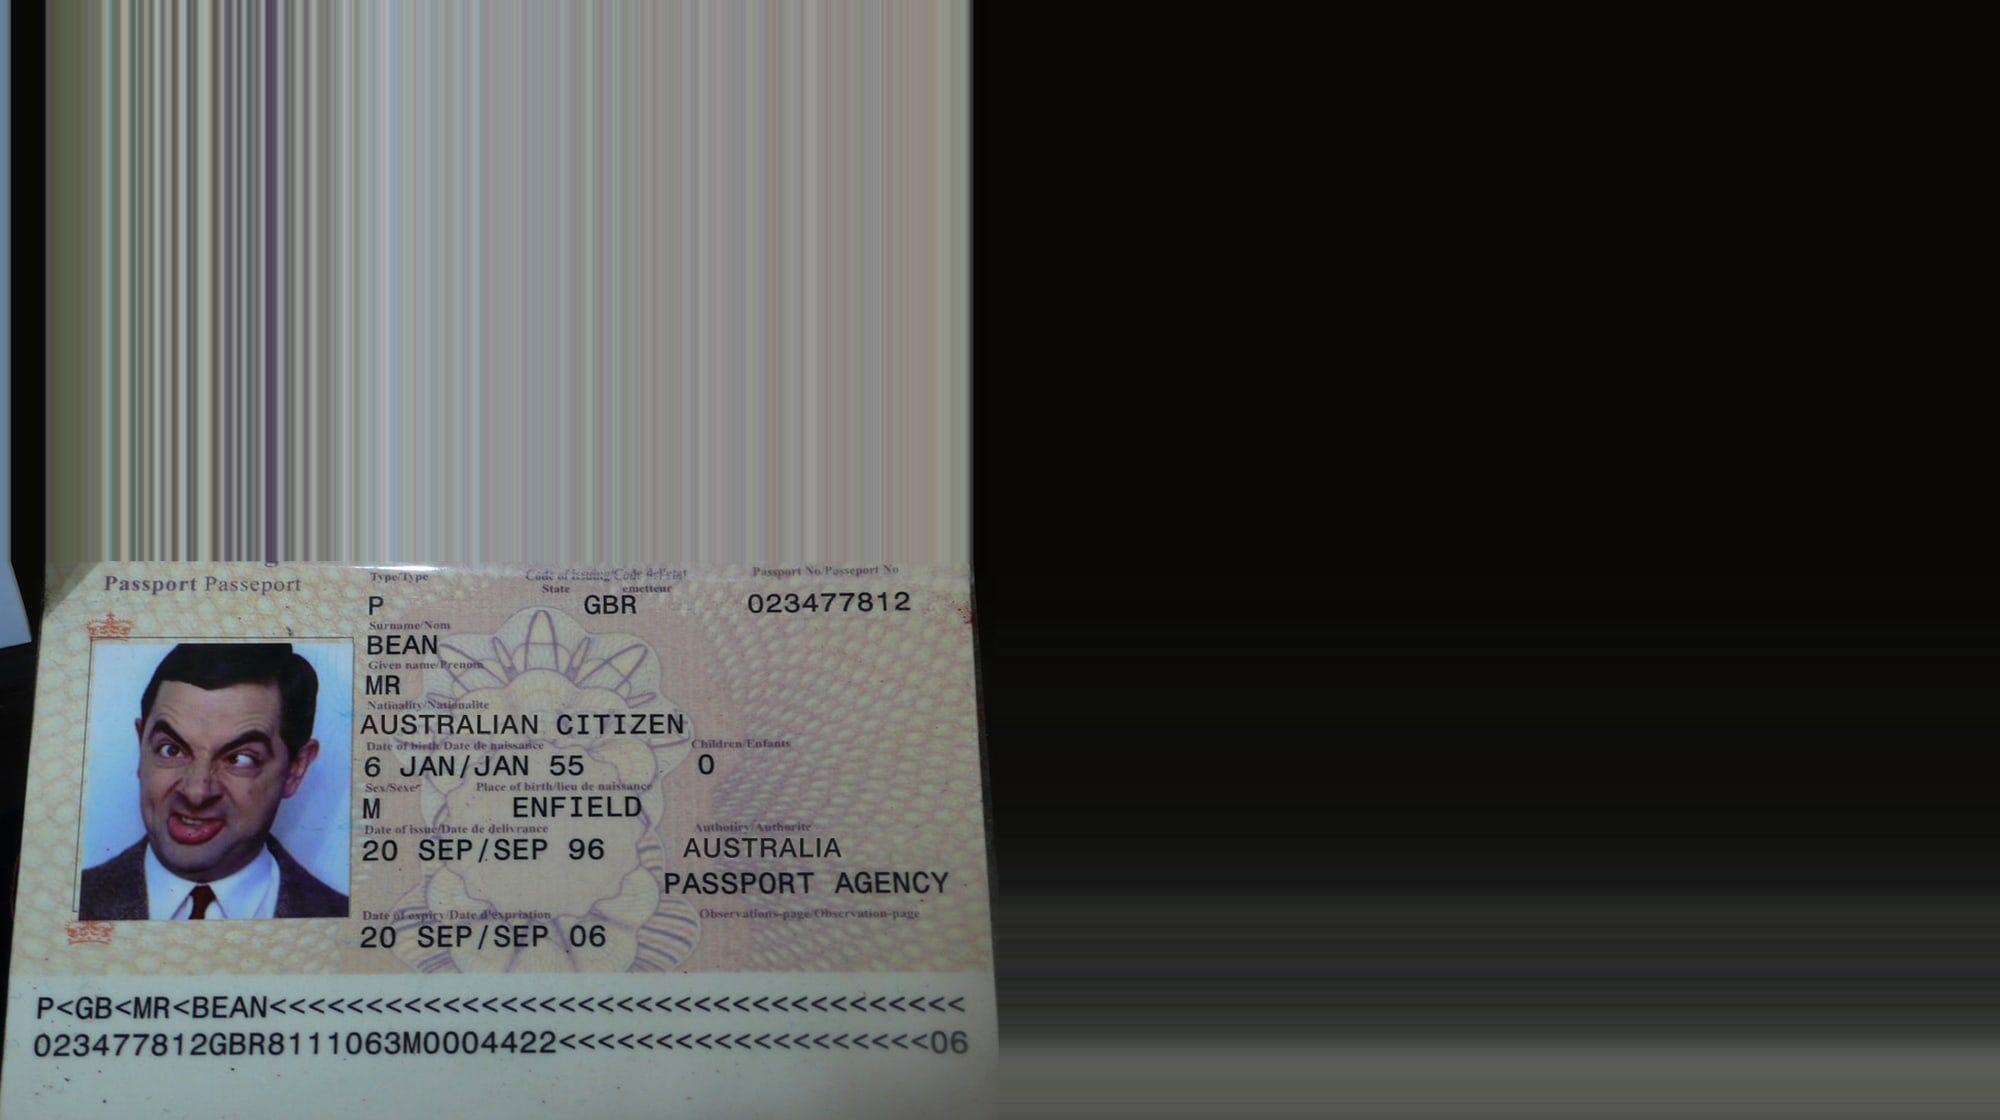 Passport Passeport
Type/Type
Code of issuing/Code del'etat
State emetteur
Passport No/Passeport No
P
GBR
023477812
Surname/Nom
BEAN
Given name/Prenom
MR
Natioality/Nationalite
AUSTRALIAN CITIZEN
Date of birth/Date de naissance
Children/Enfants
6 JAN/JAN 55
0
Sex/Sexe
Place of birth/lieu de naissance
M
ENFIELD
Date of issue/Date de delivrance
Authotiry/Authorite
20 SEP/SEP 96
AUSTRALIA
PASSPORT AGENCY
Date of expiry/Date d'expriation
Observations-page/Observation-page
20 SEP/SEP 06
P<GB<MR<BEAN<<<<<<<<<<<<<<<<<<<<<<<<<<<<<<<<<<<<
023477812GBR8111063M0004422<<<<<<<<<<<<<<<<<<<06